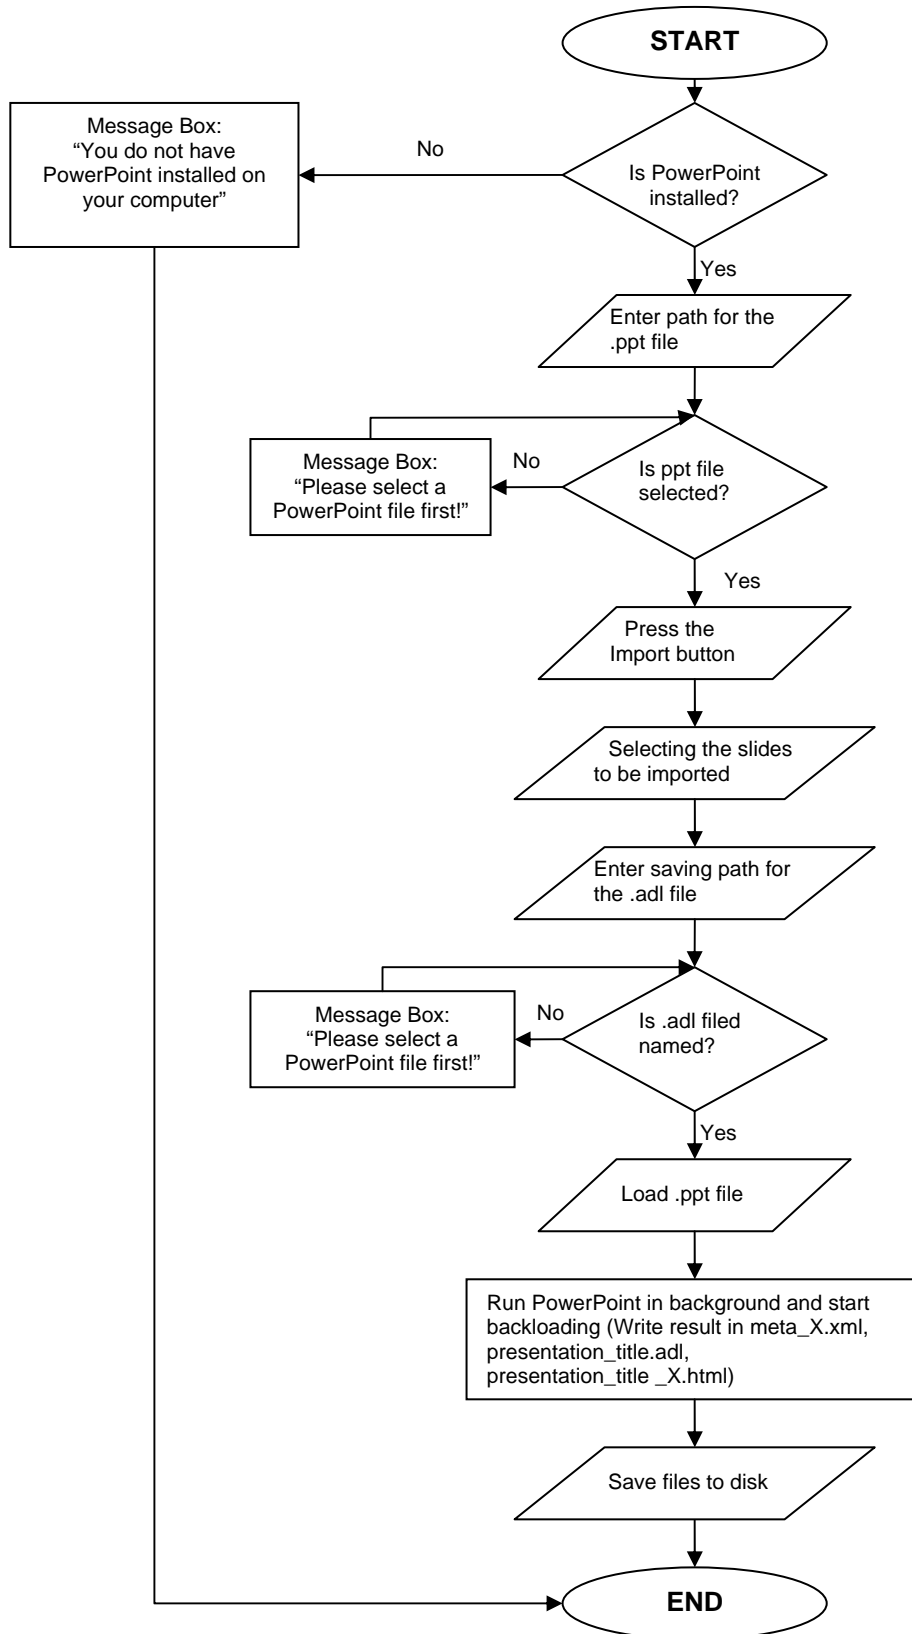 START
Message Box:
“You do not have
PowerPoint installed on
your computer”
No
Is PowerPoint
installed?
Yes
Enter path for the
.ppt file
Message Box:
“Please select a
PowerPoint file first!”
No
Is ppt file
selected?
Yes
Press the
Import button
Selecting the slides
to be imported
Enter saving path for
the .adl file
Message Box:
“Please select a
PowerPoint file first!”
No
Is .adl filed
named?
Yes
Load .ppt file
Run PowerPoint in background and start
backloading (Write result in meta_X.xml,
presentation_title.adl,
presentation_title _X.html)
Save files to disk
END